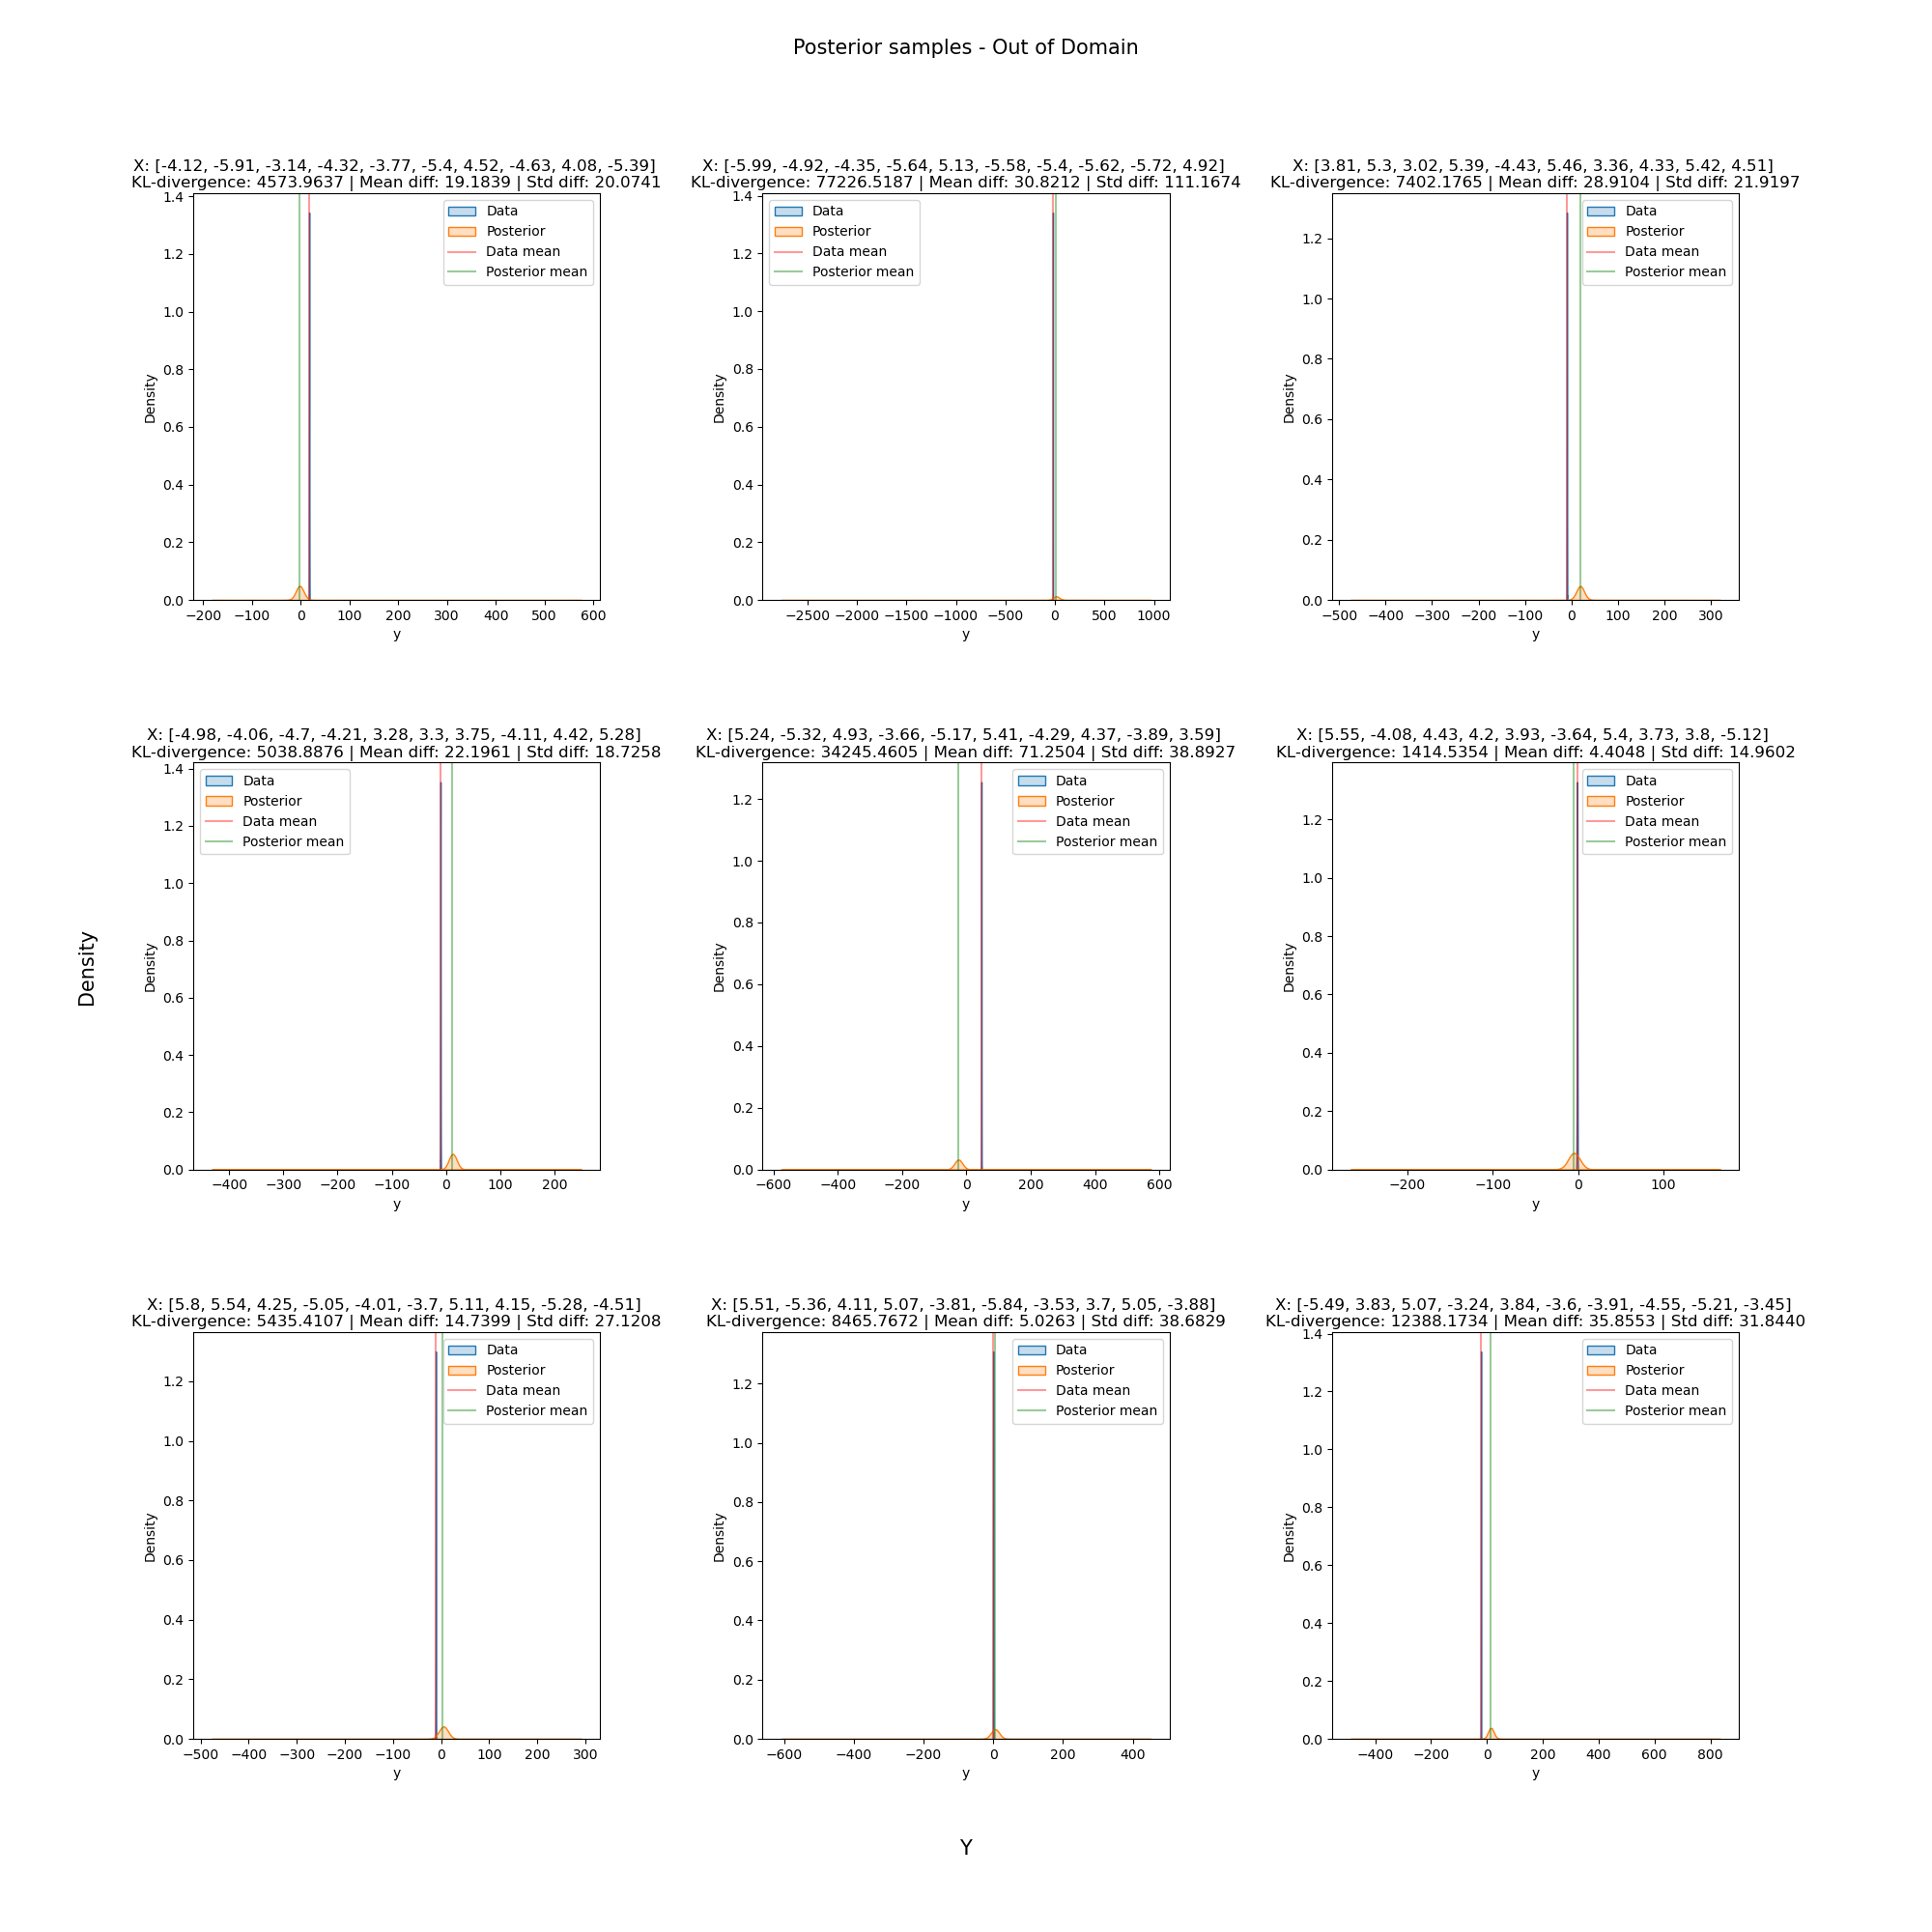 Posterior samples - Out of Domain
X: [-4.12, -5.91, -3.14, -4.32, -3.77, -5.4, 4.52, -4.63, 4.08, -5.39]
KL-divergence: 4573.9637 | Mean diff: 19.1839 | Std diff: 20.0741
1.4
1.2
1.0
0.8
0.6
0.4
0.2
0.0
Density
Data
Posterior
Data mean
Posterior mean
−200 −100 0 100 200 300 400 500 600
y
X: [-5.99, -4.92, -4.35, -5.64, 5.13, -5.58, -5.4, -5.62, -5.72, 4.92]
KL-divergence: 77226.5187 | Mean diff: 30.8212 | Std diff: 111.1674
1.4
1.2
1.0
0.8
0.6
0.4
0.2
0.0
Density
Data
Posterior
Data mean
Posterior mean
−2500 −2000 −1500 −1000 −500 0 500 1000
y
X: [3.81, 5.3, 3.02, 5.39, -4.43, 5.46, 3.36, 4.33, 5.42, 4.51]
KL-divergence: 7402.1765 | Mean diff: 28.9104 | Std diff: 21.9197
1.2
1.0
0.8
0.6
0.4
0.2
0.0
Density
Data
Posterior
Data mean
Posterior mean
−500 −400 −300 −200 −100 0 100 200 300
y
X: [-4.98, -4.06, -4.7, -4.21, 3.28, 3.3, 3.75, -4.11, 4.42, 5.28]
KL-divergence: 5038.8876 | Mean diff: 22.1961 | Std diff: 18.7258
1.4
1.2
1.0
0.8
0.6
0.4
0.2
0.0
Density
Data
Posterior
Data mean
Posterior mean
−400 −300 −200 −100 0 100 200
y
X: [5.24, -5.32, 4.93, -3.66, -5.17, 5.41, -4.29, 4.37, -3.89, 3.59]
KL-divergence: 34245.4605 | Mean diff: 71.2504 | Std diff: 38.8927
1.2
1.0
0.8
0.6
0.4
0.2
0.0
Density
Data
Posterior
Data mean
Posterior mean
−600 −400 −200 0 200 400 600
y
X: [5.55, -4.08, 4.43, 4.2, 3.93, -3.64, 5.4, 3.73, 3.8, -5.12]
KL-divergence: 1414.5354 | Mean diff: 4.4048 | Std diff: 14.9602
1.2
1.0
0.8
0.6
0.4
0.2
0.0
Density
Data
Posterior
Data mean
Posterior mean
−200 −100 0 100
y
Density
X: [5.8, 5.54, 4.25, -5.05, -4.01, -3.7, 5.11, 4.15, -5.28, -4.51]
KL-divergence: 5435.4107 | Mean diff: 14.7399 | Std diff: 27.1208
1.2
1.0
0.8
0.6
0.4
0.2
0.0
Density
Data
Posterior
Data mean
Posterior mean
−500 −400 −300 −200 −100 0 100 200 300
y
X: [5.51, -5.36, 4.11, 5.07, -3.81, -5.84, -3.53, 3.7, 5.05, -3.88]
KL-divergence: 8465.7672 | Mean diff: 5.0263 | Std diff: 38.6829
1.2
1.0
0.8
0.6
0.4
0.2
0.0
Density
Data
Posterior
Data mean
Posterior mean
−600 −400 −200 0 200 400
y
X: [-5.49, 3.83, 5.07, -3.24, 3.84, -3.6, -3.91, -4.55, -5.21, -3.45]
KL-divergence: 12388.1734 | Mean diff: 35.8553 | Std diff: 31.8440
1.4
1.2
1.0
0.8
0.6
0.4
0.2
0.0
Density
Data
Posterior
Data mean
Posterior mean
−400 −200 0 200 400 600 800
y
Y